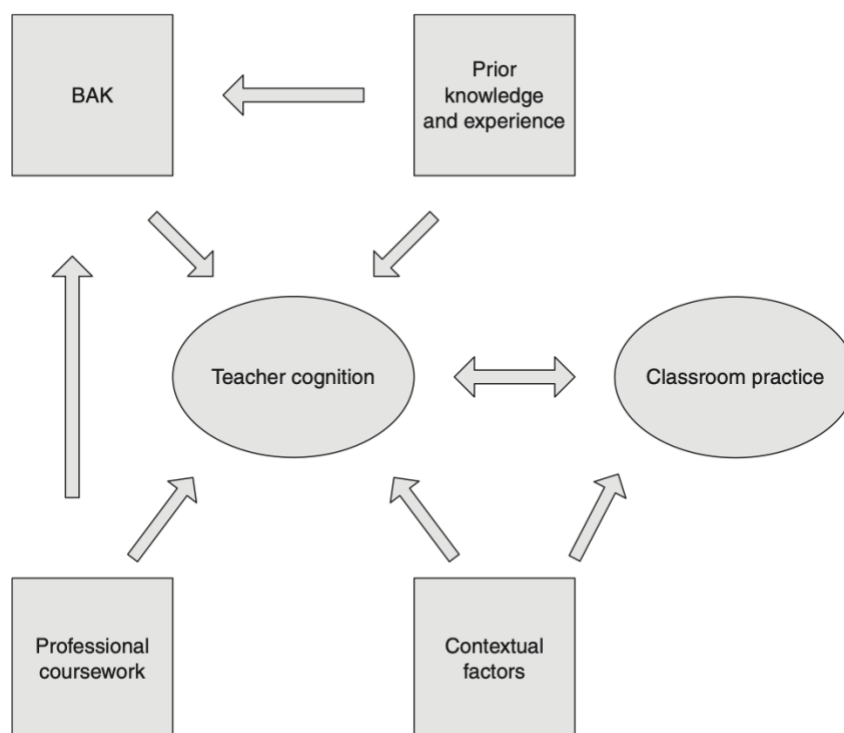 BAK
Prior
knowledge
and experience
Teacher cognition
Classroom practice
Professional
coursework
Contextual
factors